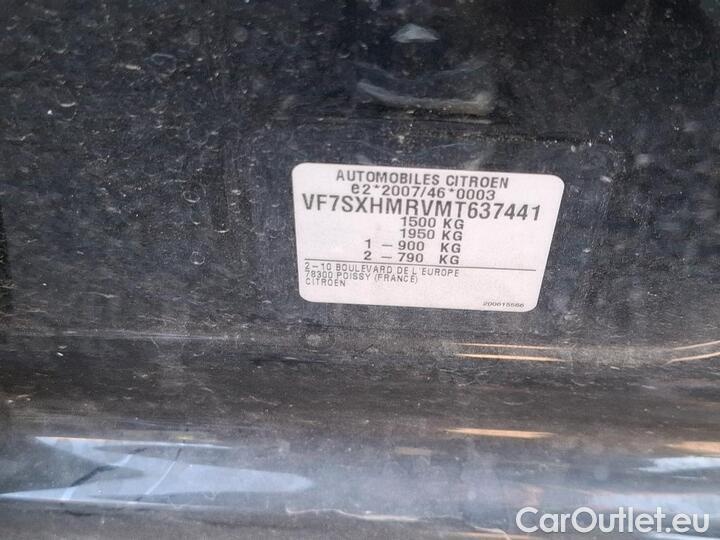 AUTOMOBILES CITROEN
e2*2007/46*0003
VF7SXHMRVMT637441
1500 KG
1950 KG
1 - 900 KG
2 - 790 KG
2-10 BOULEVARD DE L'EUROPE
78300 POISSY (FRANCE)
CITROEN
200615566
CarOutlet.eu